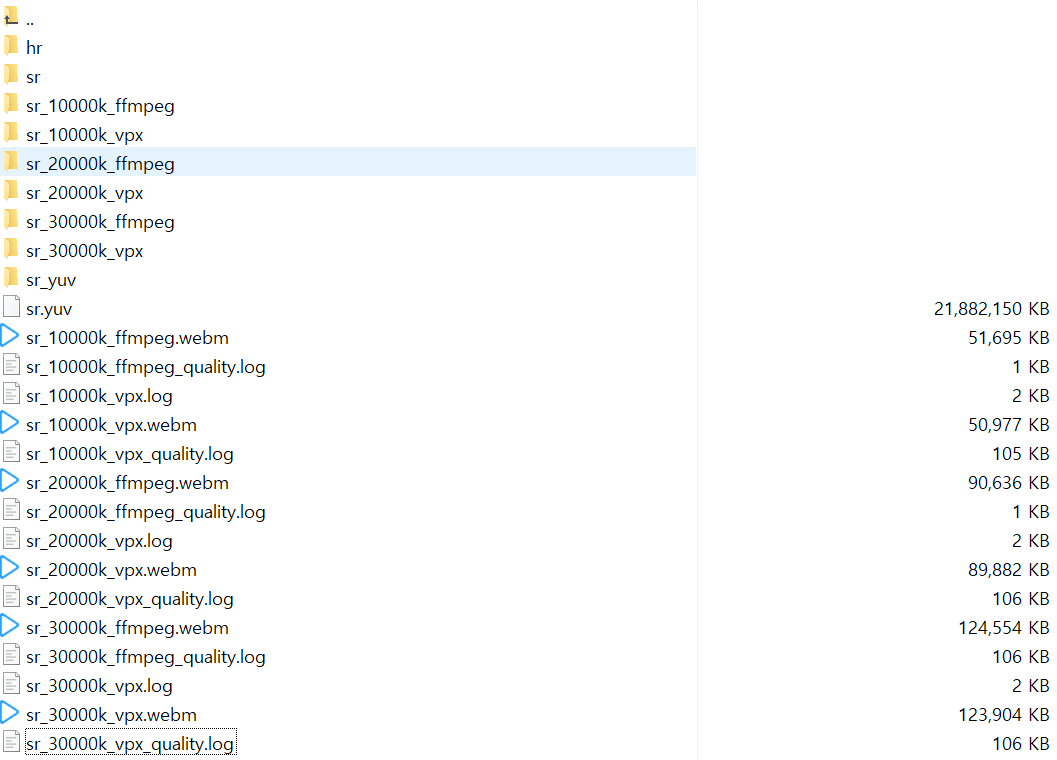 ..
hr
sr
sr_10000k_ffmpeg
sr_10000k_vpx
sr_20000k_ffmpeg
sr_20000k_vpx
sr_30000k_ffmpeg
sr_30000k_vpx
sr_yuv
sr.yuv 21,882,150 KB
sr_10000k_ffmpeg.webm 51,695 KB
sr_10000k_ffmpeg_quality.log 1 KB
sr_10000k_vpx.log 2 KB
sr_10000k_vpx.webm 50,977 KB
sr_10000k_vpx_quality.log 105 KB
sr_20000k_ffmpeg.webm 90,636 KB
sr_20000k_ffmpeg_quality.log 1 KB
sr_20000k_vpx.log 2 KB
sr_20000k_vpx.webm 89,882 KB
sr_20000k_vpx_quality.log 106 KB
sr_30000k_ffmpeg.webm 124,554 KB
sr_30000k_ffmpeg_quality.log 106 KB
sr_30000k_vpx.log 2 KB
sr_30000k_vpx.webm 123,904 KB
sr_30000k_vpx_quality.log 106 KB